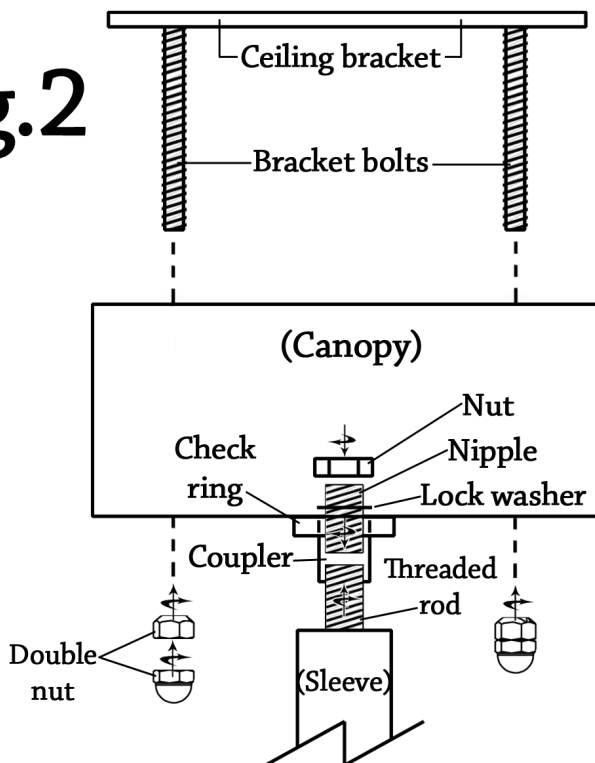 g.2
Ceiling bracket
Bracket bolts
(Canopy)
Nut
Check
ring
Nipple
Lock washer
Coupler
Threaded
rod
Double
nut
(Sleeve)